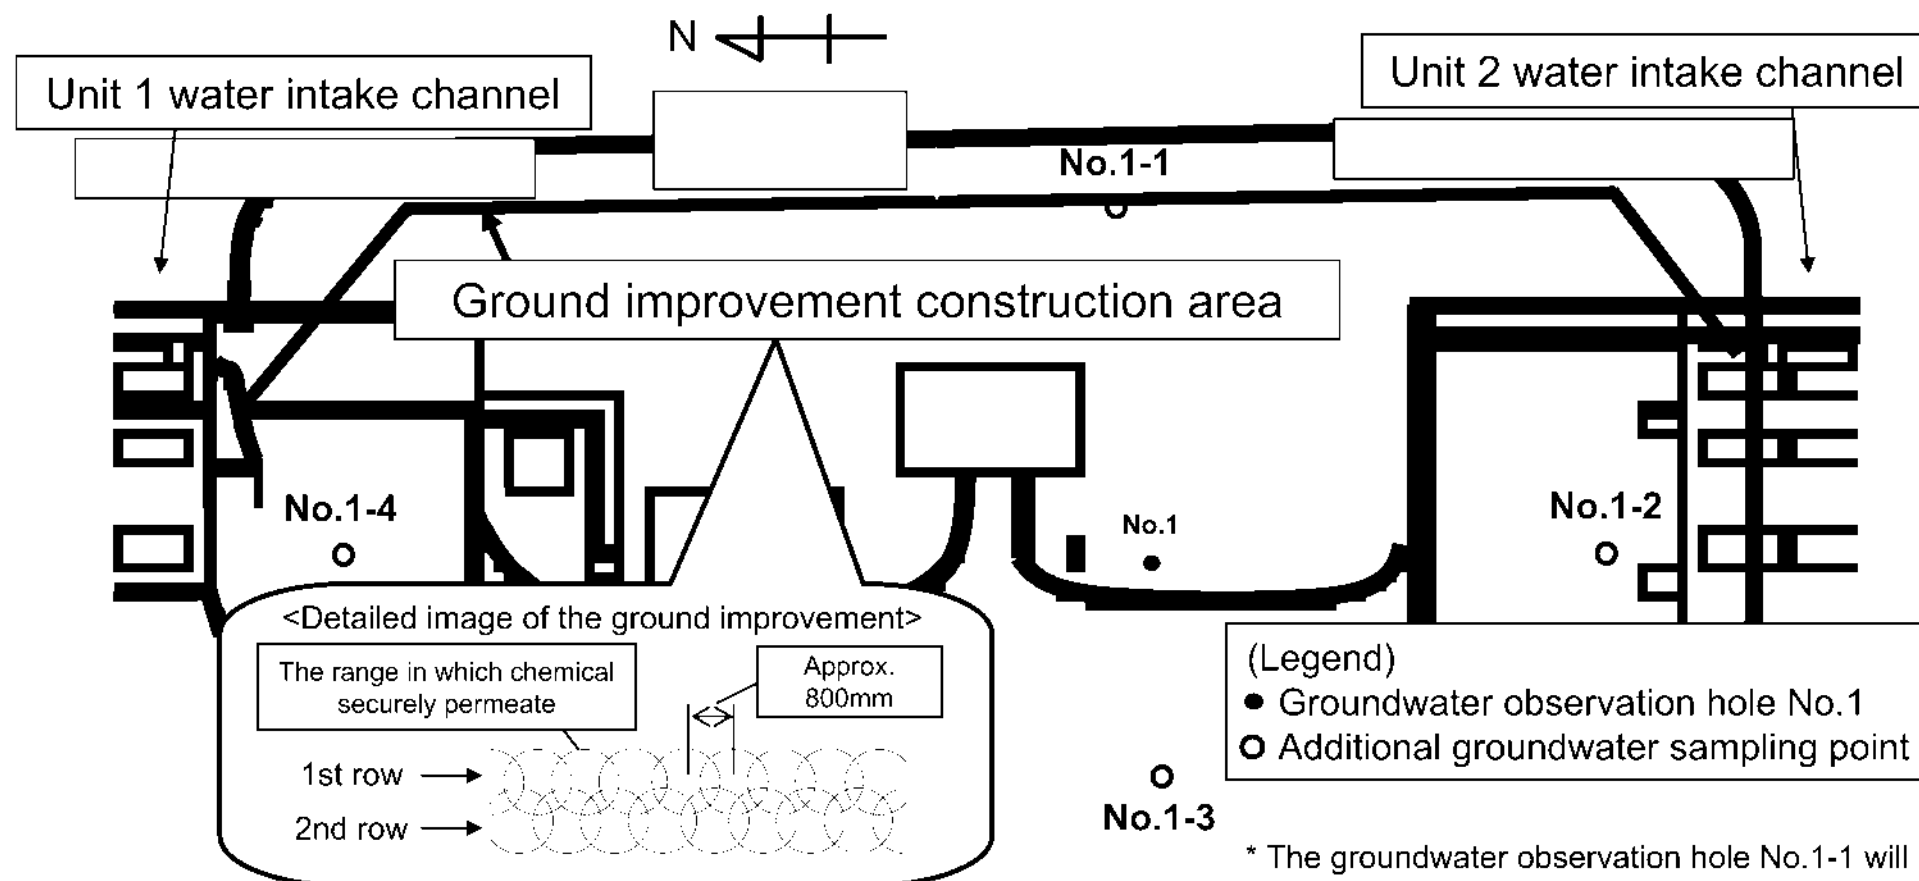 N
Unit 1 water intake channel
Unit 2 water intake channel
No.1-1
Ground improvement construction area
No.1-4
No.1
No.1-2
<Detailed image of the ground improvement>
The range in which chemical
securely permeate
Approx.
800mm
1st row
2nd row
(Legend)
● Groundwater observation hole No.1
○ Additional groundwater sampling point
No.1-3
* The groundwater observation hole No.1-1 will